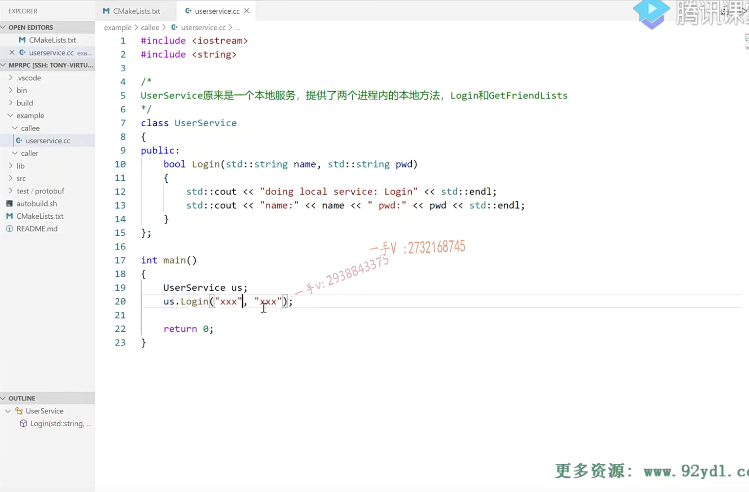 EXPLORER
CMakeLists.txt
userservice.cc
腾讯课
OPEN EDITORS
CMakeLists.txt
userservice.cc exa...
MPRPC [SSH: TONY-VIRTU...
.vscode
bin
build
example
callee
userservice.cc
caller
lib
src
test / protobuf
autobuild.sh
CMakeLists.txt
README.md
OUTLINE
UserService
Login(std::string, ...
example > callee > userservice.cc > ...
1 #include <iostream>
2 #include <string>
3
4 /*
5 UserService原来是一个本地服务，提供了两个进程内的本地方法，Login和GetFriendLists
6 */
7 class UserService
8 {
9 public:
10 bool Login(std::string name, std::string pwd)
11 {
12 std::cout << "doing local service: Login" << std::endl;
13 std::cout << "name:" << name << " pwd:" << pwd << std::endl;
14 }
15 };
16
17 int main()
18 {
19 UserService us;
20 us.Login("xxx", "xxx");
21
22 return 0;
23 }
一手V :2732168745
一手v: 2938843375
更多资源: www.92ydl.co